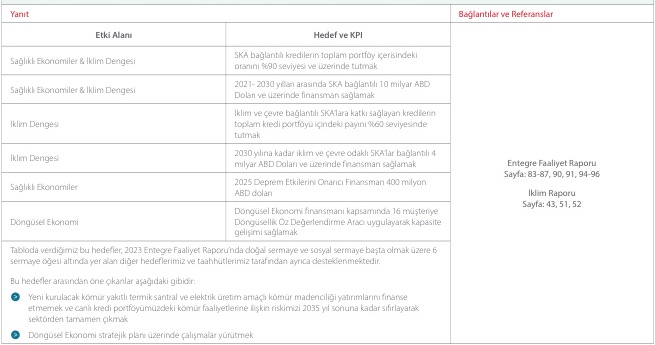 Yanıt
Bağlantılar ve Referanslar
Etki Alanı
Hedef ve KPI
Sağlıklı Ekonomiler & İklim Dengesi
SKA bağlantılı kredilerin toplam portföy içerisindeki
oranını %90 seviyesi ve üzerinde tutmak
Sağlıklı Ekonomiler & İklim Dengesi
2021- 2030 yılları arasında SKA bağlantılı 10 milyar ABD
Doları ve üzerinde finansman sağlamak
İklim Dengesi
İklim ve çevre bağlantılı SKA'lara katkı sağlayan kredilerin
toplam kredi portföyü içindeki payını %60 seviyesinde
tutmak
İklim Dengesi
2030 yılına kadar iklim ve çevre odaklı SKA'lar bağlantılı 4
milyar ABD Doları ve üzerinde finansman sağlamak
Sağlıklı Ekonomiler
2025 Deprem Etkilerini Onarıcı Finansman 400 milyon
ABD doları
Döngüsel Ekonomi
Döngüsel Ekonomi finansmanı kapsamında 16 müşteriye
Döngüsellik Öz Değerlendirme Aracı uygulayarak kapasite
gelişimi sağlamak
Entegre Faaliyet Raporu
Sayfa: 83-87, 90, 91, 94-96
İklim Raporu
Sayfa: 43, 51, 52
Tabloda verdiğimiz bu hedefler, 2023 Entegre Faaliyet Raporu'nda doğal sermaye ve sosyal sermaye başta olmak üzere 6
sermaye öğesi altında yer alan diğer hedeflerimiz ve taahhütlerimiz tarafından ayrıca desteklenmektedir.
Bu hedefler arasından öne çıkanlar aşağıdaki gibidir:
Yeni kurulacak kömür yakıtlı termik santral ve elektrik üretim amaçlı kömür madenciliği yatırımlarını finanse
etmemek ve canlı kredi portföyümüzdeki kömür faaliyetlerine ilişkin riskimizi 2035 yıl sonuna kadar sıfırlayarak
sektörden tamamen çıkmak
Döngüsel Ekonomi stratejik planı üzerinde çalışmalar yürütmek